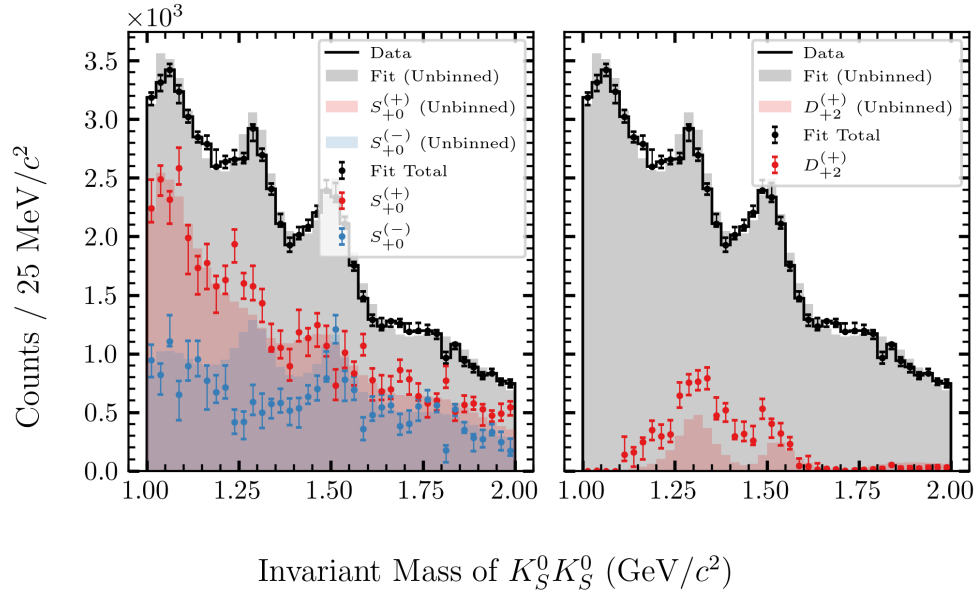 ×10³
Counts / 25 MeV/c²
3.5
3.0
2.5
2.0
1.5
1.0
0.5
0.0
Data
Fit (Unbinned)
S₊₀⁽⁺⁾ (Unbinned)
S₊₀⁽⁻⁾ (Unbinned)
Fit Total
S₊₀⁽⁺⁾
S₊₀⁽⁻⁾
1.00 1.25 1.50 1.75 2.00
Data
Fit (Unbinned)
D₊₂⁽⁺⁾ (Unbinned)
Fit Total
D₊₂⁽⁺⁾
1.00 1.25 1.50 1.75 2.00
Invariant Mass of K⁰_S K⁰_S (GeV/c²)